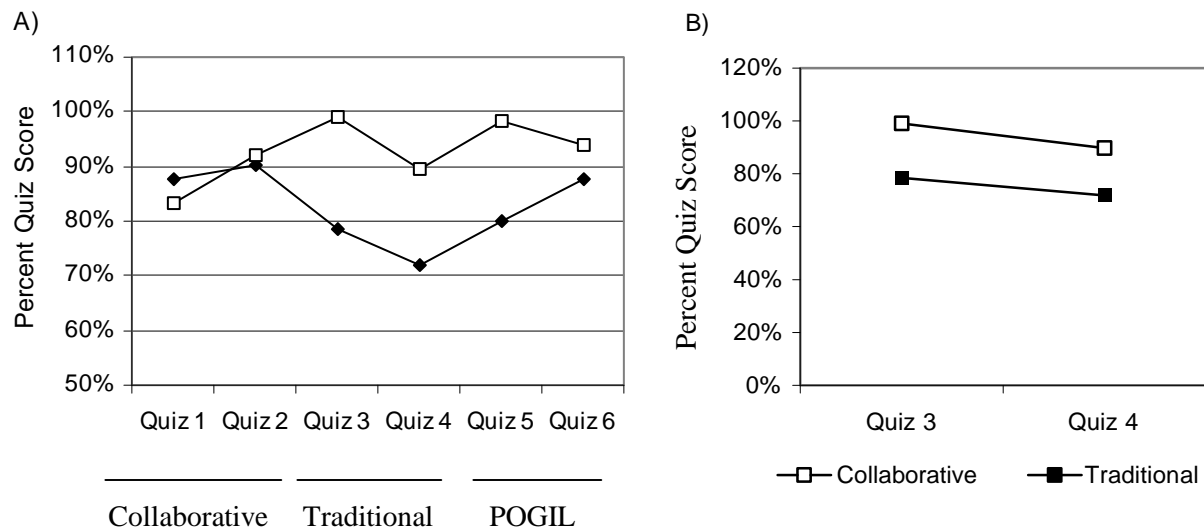 A)
110%
100%
90%
80%
70%
60%
50%
Percent Quiz Score
Quiz 1 Quiz 2 Quiz 3 Quiz 4 Quiz 5 Quiz 6
Collaborative Traditional POGIL
B)
120%
100%
80%
60%
40%
20%
0%
Percent Quiz Score
Quiz 3 Quiz 4
Collaborative Traditional